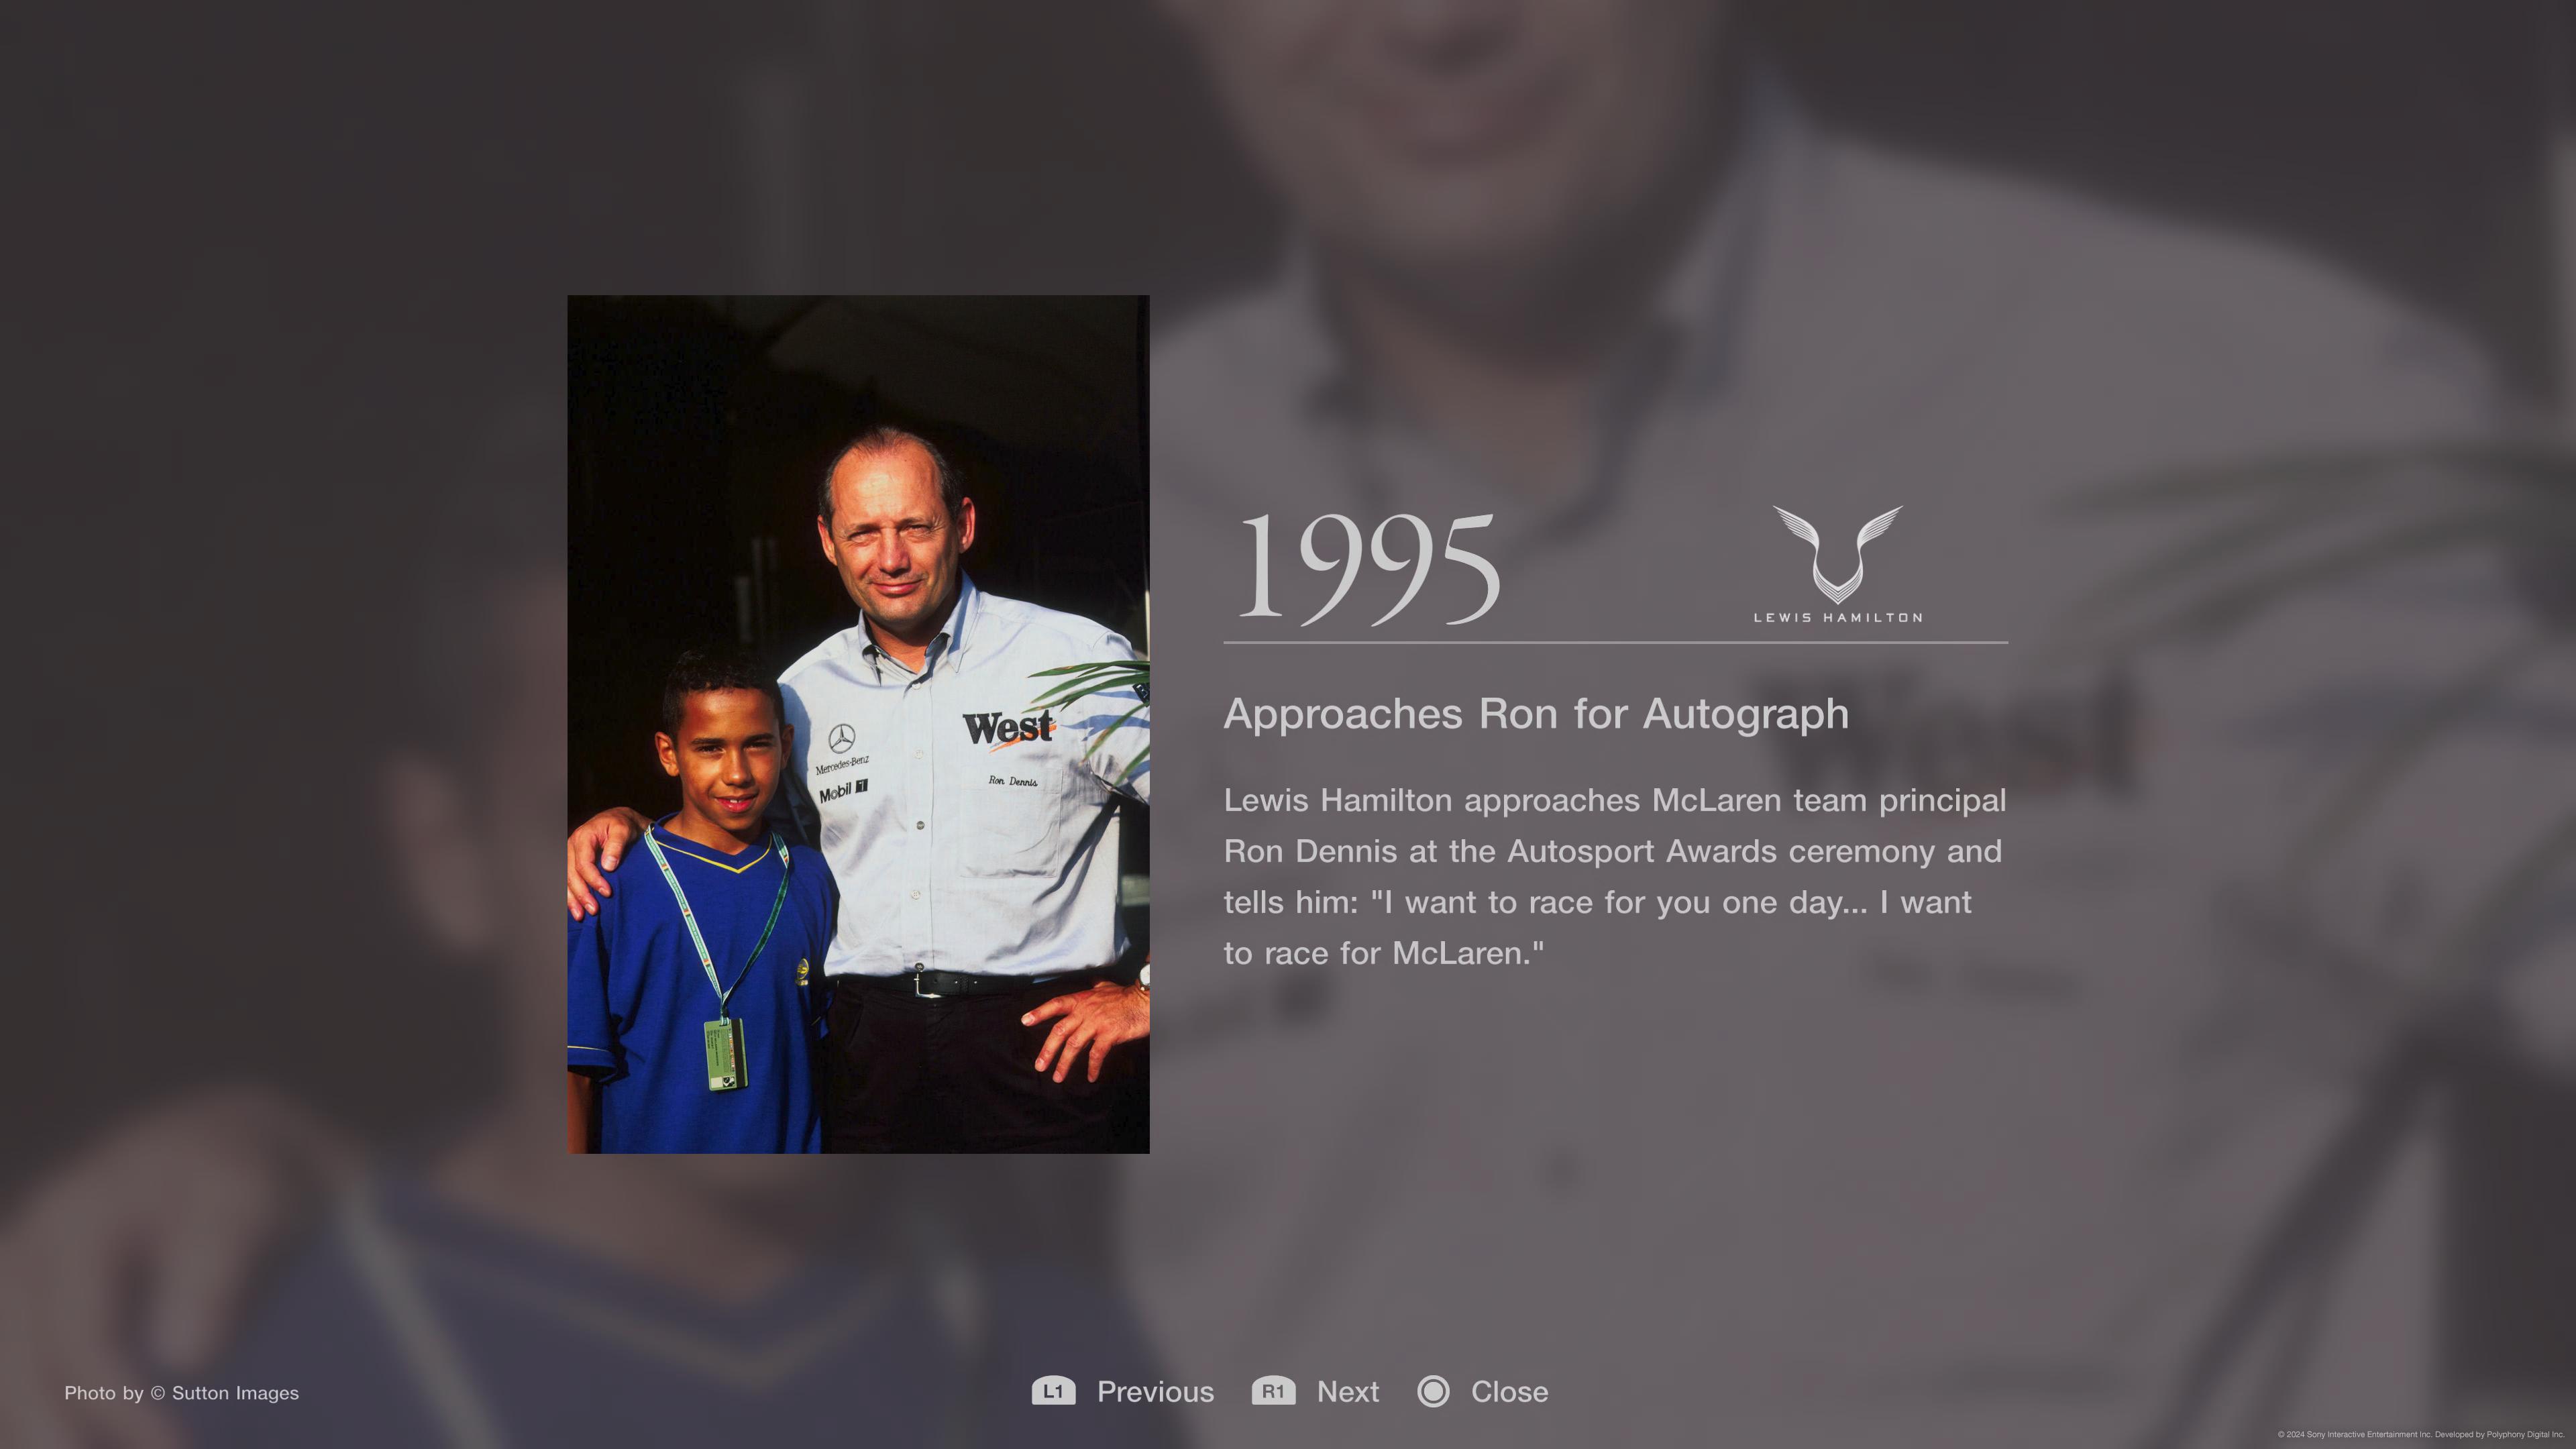 1995
LEWIS HAMILTON
Approaches Ron for Autograph
Lewis Hamilton approaches McLaren team principal
Ron Dennis at the Autosport Awards ceremony and
tells him: "I want to race for you one day... I want
to race for McLaren."
West
Mercedes-Benz
Mobil 1
Ron Dennis
Photo by © Sutton Images
L1 Previous R1 Next Close
© 2024 Sony Interactive Entertainment Inc. Developed by Polyphony Digital Inc.